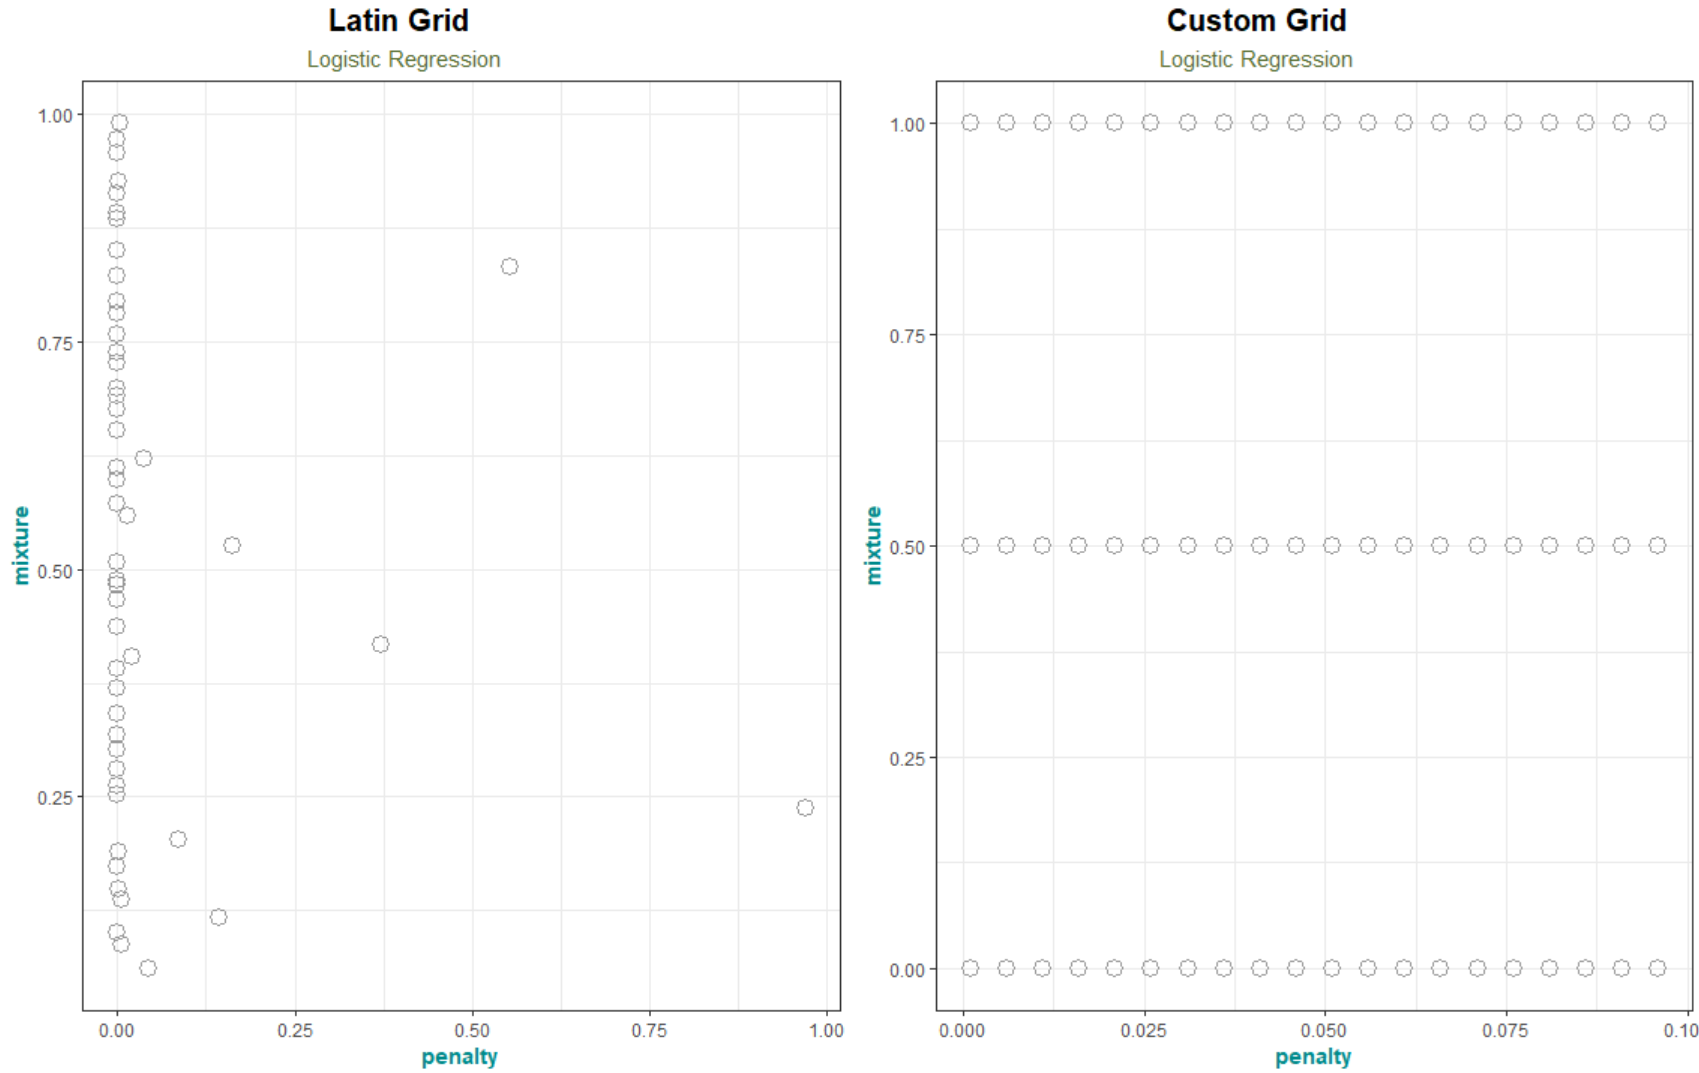 Latin Grid
Logistic Regression
1.00
0.75
0.50
0.25
mixture
0.00 0.25 0.50 0.75 1.00
penalty
Custom Grid
Logistic Regression
1.00
0.75
0.50
0.25
0.00
mixture
0.000 0.025 0.050 0.075 0.10
penalty